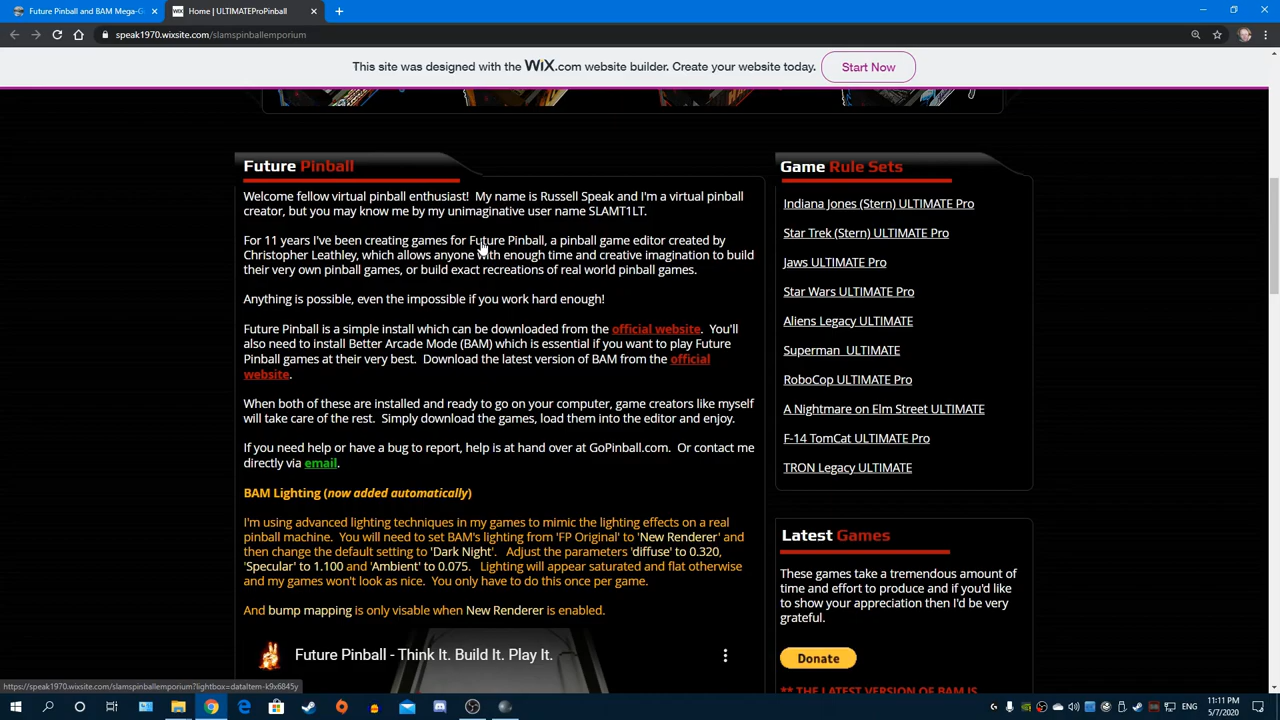 Future Pinball and BAM Mega-G
Home | ULTIMATEProPinball
speak1970.wixsite.com/slamspinballemporium
This site was designed with the WiX.com website builder. Create your website today.
Start Now
Future Pinball
Welcome fellow virtual pinball enthusiast!  My name is Russell Speak and I'm a virtual pinball
creator, but you may know me by my unimaginative user name SLAMT1LT.
For 11 years I've been creating games for Future Pinball, a pinball game editor created by
Christopher Leathley, which allows anyone with enough time and creative imagination to build
their very own pinball games, or build exact recreations of real world pinball games.
Anything is possible, even the impossible if you work hard enough!
Future Pinball is a simple install which can be downloaded from the official website.  You'll
also need to install Better Arcade Mode (BAM) which is essential if you want to play Future
Pinball games at their very best.  Download the latest version of BAM from the official
website.
When both of these are installed and ready to go on your computer, game creators like myself
will take care of the rest.  Simply download the games, load them into the editor and enjoy.
If you need help or have a bug to report, help is at hand over at GoPinball.com.  Or contact me
directly via email.
BAM Lighting (now added automatically)
I'm using advanced lighting techniques in my games to mimic the lighting effects on a real
pinball machine.  You will need to set BAM's lighting from 'FP Original' to 'New Renderer' and
then change the default setting to 'Dark Night'.  Adjust the parameters 'diffuse' to 0.320,
'Specular' to 1.100 and 'Ambient' to 0.075.  Lighting will appear saturated and flat otherwise
and my games won't look as nice.  You only have to do this once per game.
And bump mapping is only visable when New Renderer is enabled.
Future Pinball - Think It. Build It. Play It.
Game Rule Sets
Indiana Jones (Stern) ULTIMATE Pro
Star Trek (Stern) ULTIMATE Pro
Jaws ULTIMATE Pro
Star Wars ULTIMATE Pro
Aliens Legacy ULTIMATE
Superman  ULTIMATE
RoboCop ULTIMATE Pro
A Nightmare on Elm Street ULTIMATE
F-14 TomCat ULTIMATE Pro
TRON Legacy ULTIMATE
Latest Games
These games take a tremendous amount of
time and effort to produce and if you'd like
to show your appreciation then I'd be very
grateful.
Donate
** THE LATEST VERSION OF BAM IS
https://speak1970.wixsite.com/slamspinballemporium?lightbox=dataItem-k9x6845y
11:11 PM
5/7/2020